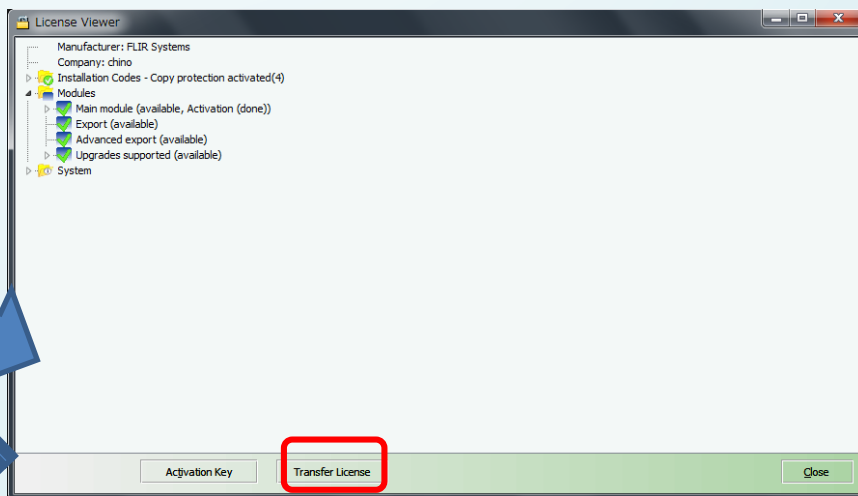 License Viewer
Manufacturer: FLIR Systems
Company: chino
Installation Codes - Copy protection activated(4)
Modules
Main module (available, Activation (done))
Export (available)
Advanced export (available)
Upgrades supported (available)
System
Activation Key
Transfer License
Close